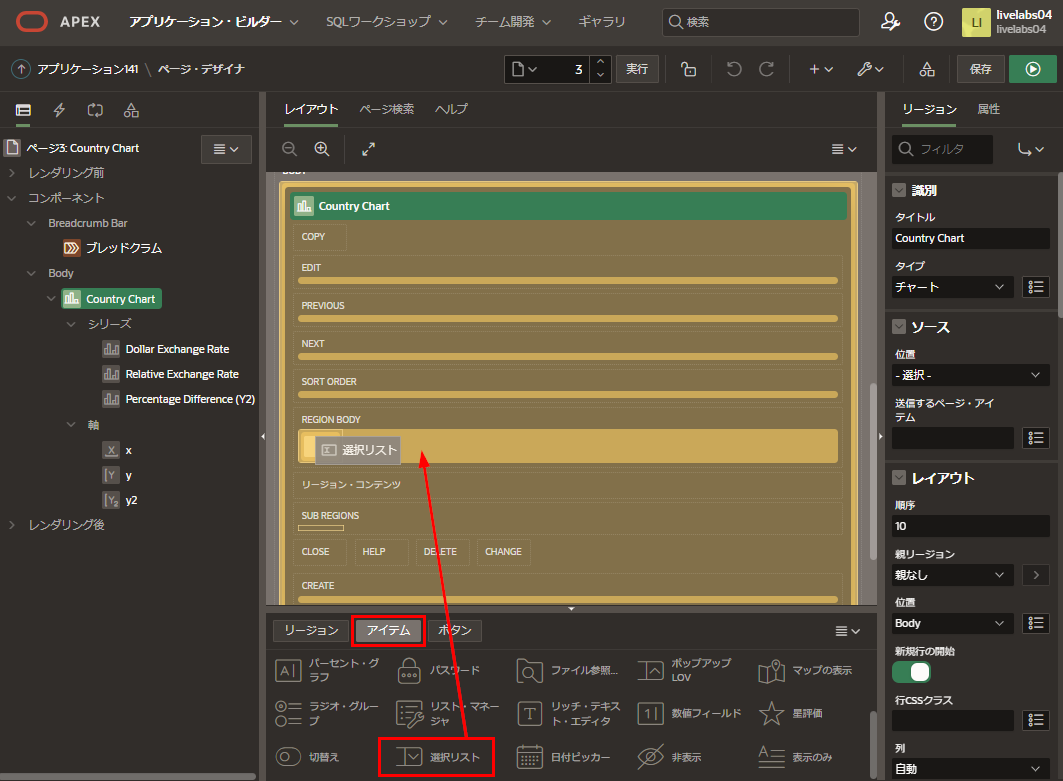 APEX アプリケーション・ビルダー SQLワークショップ チーム開発 ギャラリ 検索 LI livelabs04
livelabs04
アプリケーション141 \ ページ・デザイナ 3 実行 保存
レイアウト ページ検索 ヘルプ
リージョン 属性
ページ3: Country Chart
レンダリング前
コンポーネント
Breadcrumb Bar
ブレッドクラム
Body
Country Chart
シリーズ
Dollar Exchange Rate
Relative Exchange Rate
Percentage Difference (Y2)
軸
X x
Y y
Y2 y2
レンダリング後
Country Chart
COPY
EDIT
PREVIOUS
NEXT
SORT ORDER
REGION BODY
選択リスト
リージョン・コンテンツ
SUB REGIONS
CLOSE HELP DELETE CHANGE
CREATE
リージョン アイテム ボタン
パーセント・グ
ラフ
パスワード
ファイル参照...
ポップアップ
LOV
マップの表示
ラジオ・グルー
プ
リスト・マネー
ジャ
リッチ・テキス
ト・エディタ
数値フィールド
星評価
切替え
選択リスト
日付ピッカー
非表示
表示のみ
フィルタ
識別
タイトル
Country Chart
タイプ
チャート
ソース
位置
- 選択 -
送信するページ・アイ
テム
レイアウト
順序
10
親リージョン
親なし
位置
Body
新規行の開始
行CSSクラス
列
自動